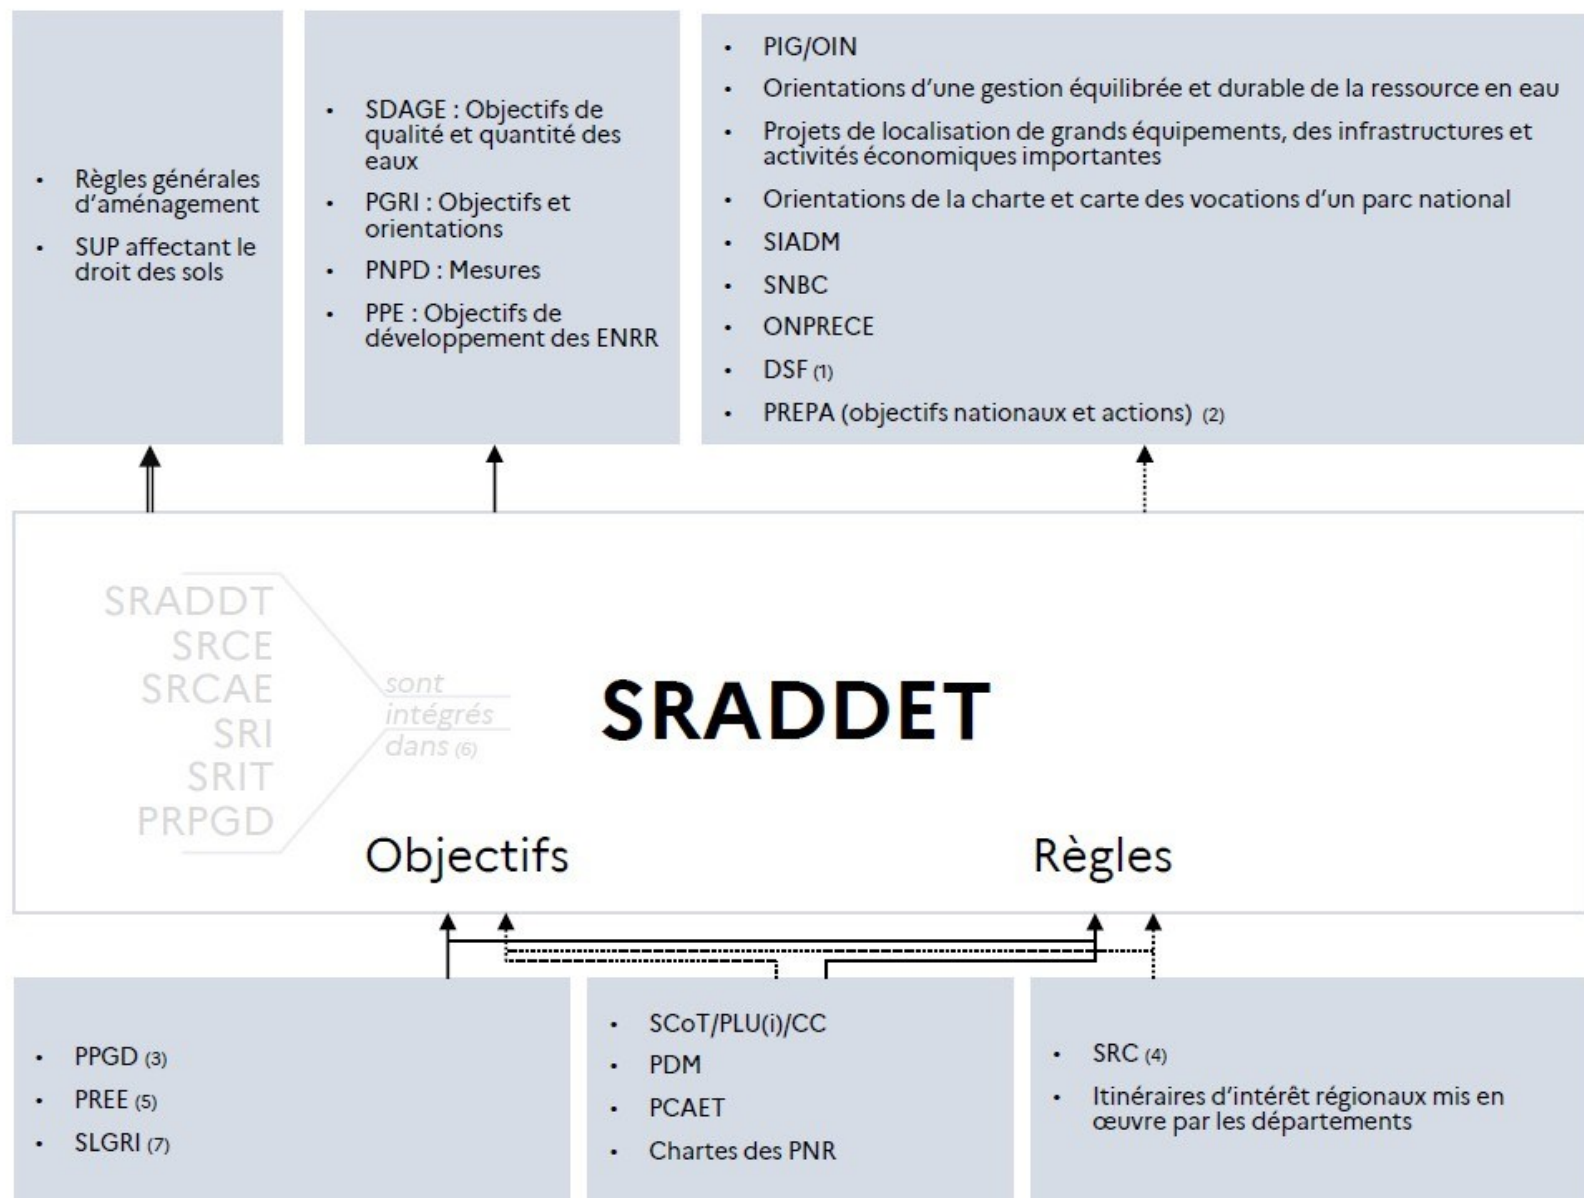 • Règles générales
d'aménagement
• SUP affectant le
droit des sols
• SDAGE : Objectifs de
qualité et quantité des
eaux
• PGRI : Objectifs et
orientations
• PNPD : Mesures
• PPE : Objectifs de
développement des ENRR
• PIG/OIN
• Orientations d'une gestion équilibrée et durable de la ressource en eau
• Projets de localisation de grands équipements, des infrastructures et
activités économiques importantes
• Orientations de la charte et carte des vocations d'un parc national
• SIADM
• SNBC
• ONPRECE
• DSF (1)
• PREPA (objectifs nationaux et actions) (2)
SRADDT
SRCE
SRCAE
SRI
SRIT
PRPGD
sont
intégrés
dans (6)
SRADDET
Objectifs
Règles
• PPGD (3)
• PREE (5)
• SLGRI (7)
• SCoT/PLU(i)/CC
• PDM
• PCAET
• Chartes des PNR
• SRC (4)
• Itinéraires d'intérêt régionaux mis en
œuvre par les départements